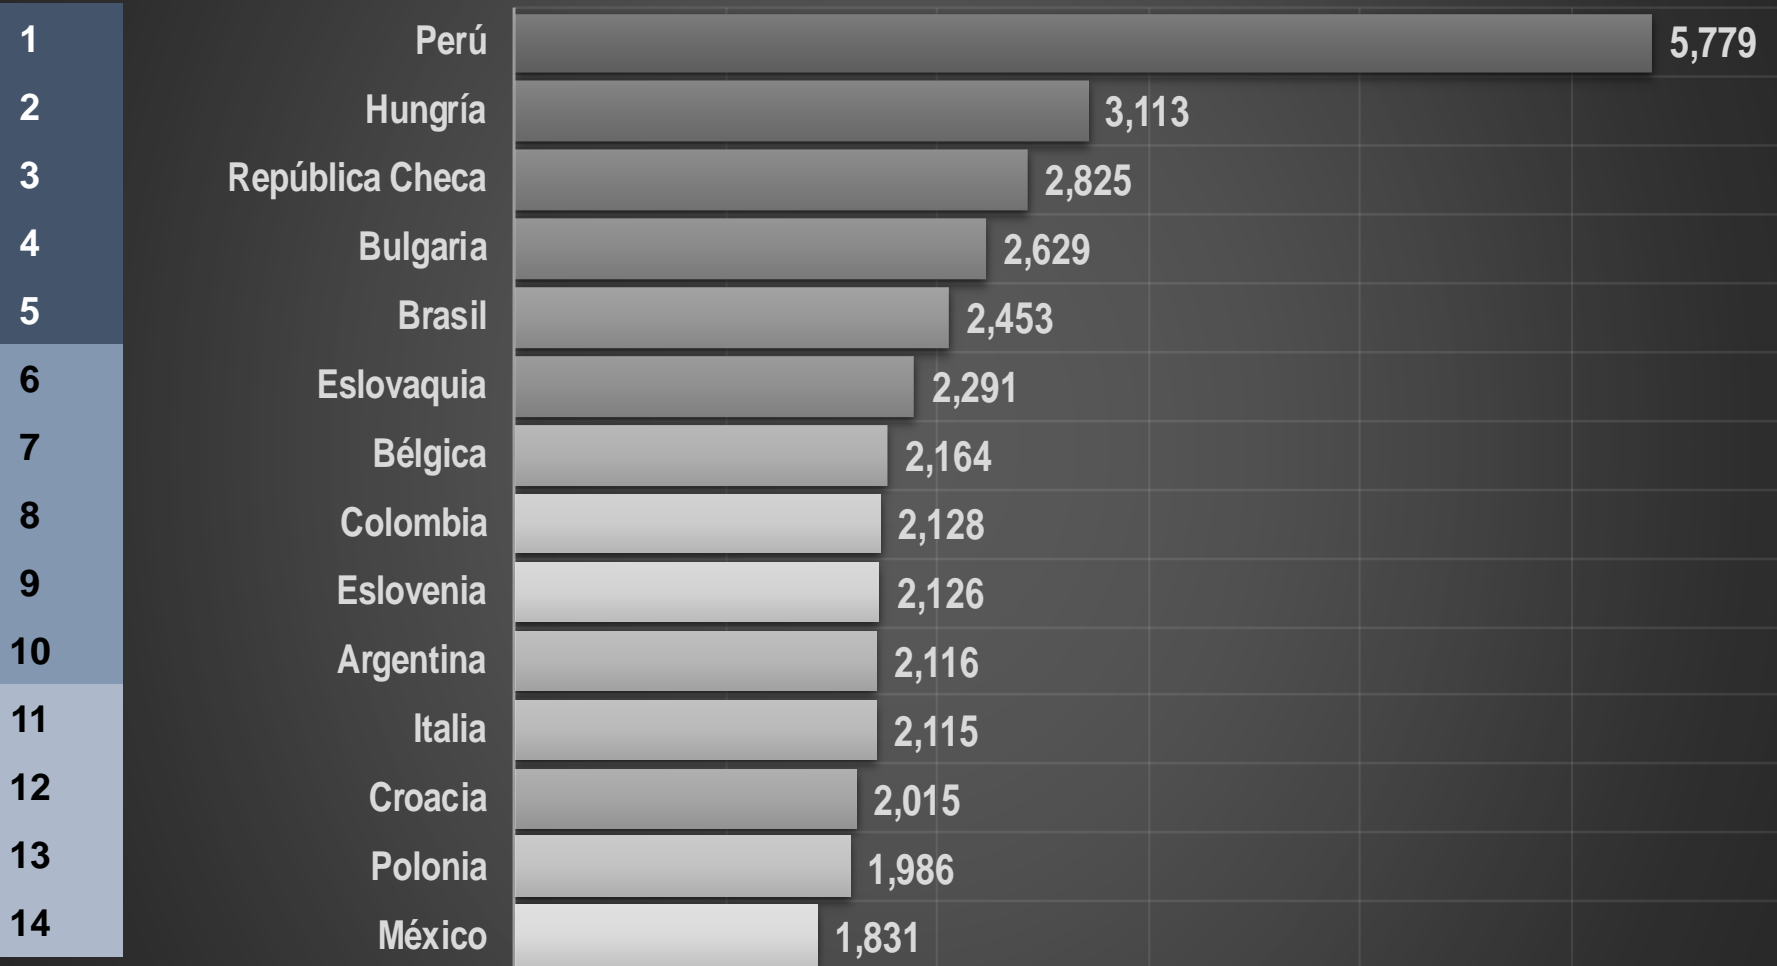 1 Perú 5,779
2 Hungría 3,113
3 República Checa 2,825
4 Bulgaria 2,629
5 Brasil 2,453
6 Eslovaquia 2,291
7 Bélgica 2,164
8 Colombia 2,128
9 Eslovenia 2,126
10 Argentina 2,116
11 Italia 2,115
12 Croacia 2,015
13 Polonia 1,986
14 México 1,831